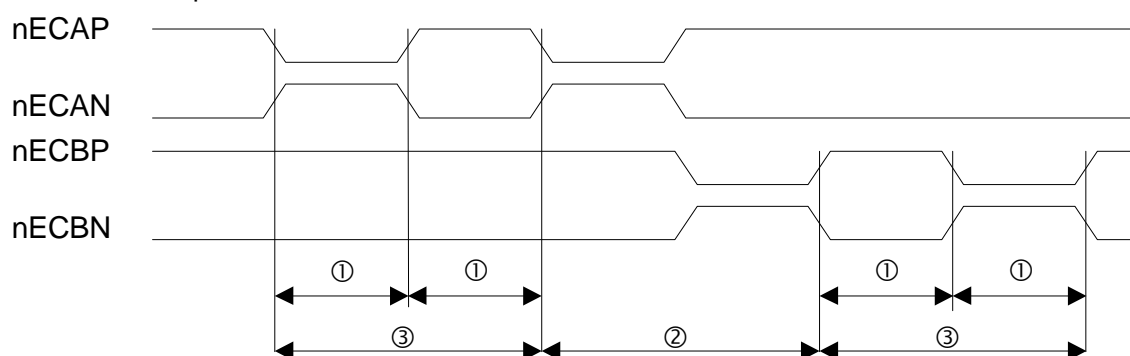 nECAP
nECAN
nECBP
nECBN
① ① ① ①
③ ② ③